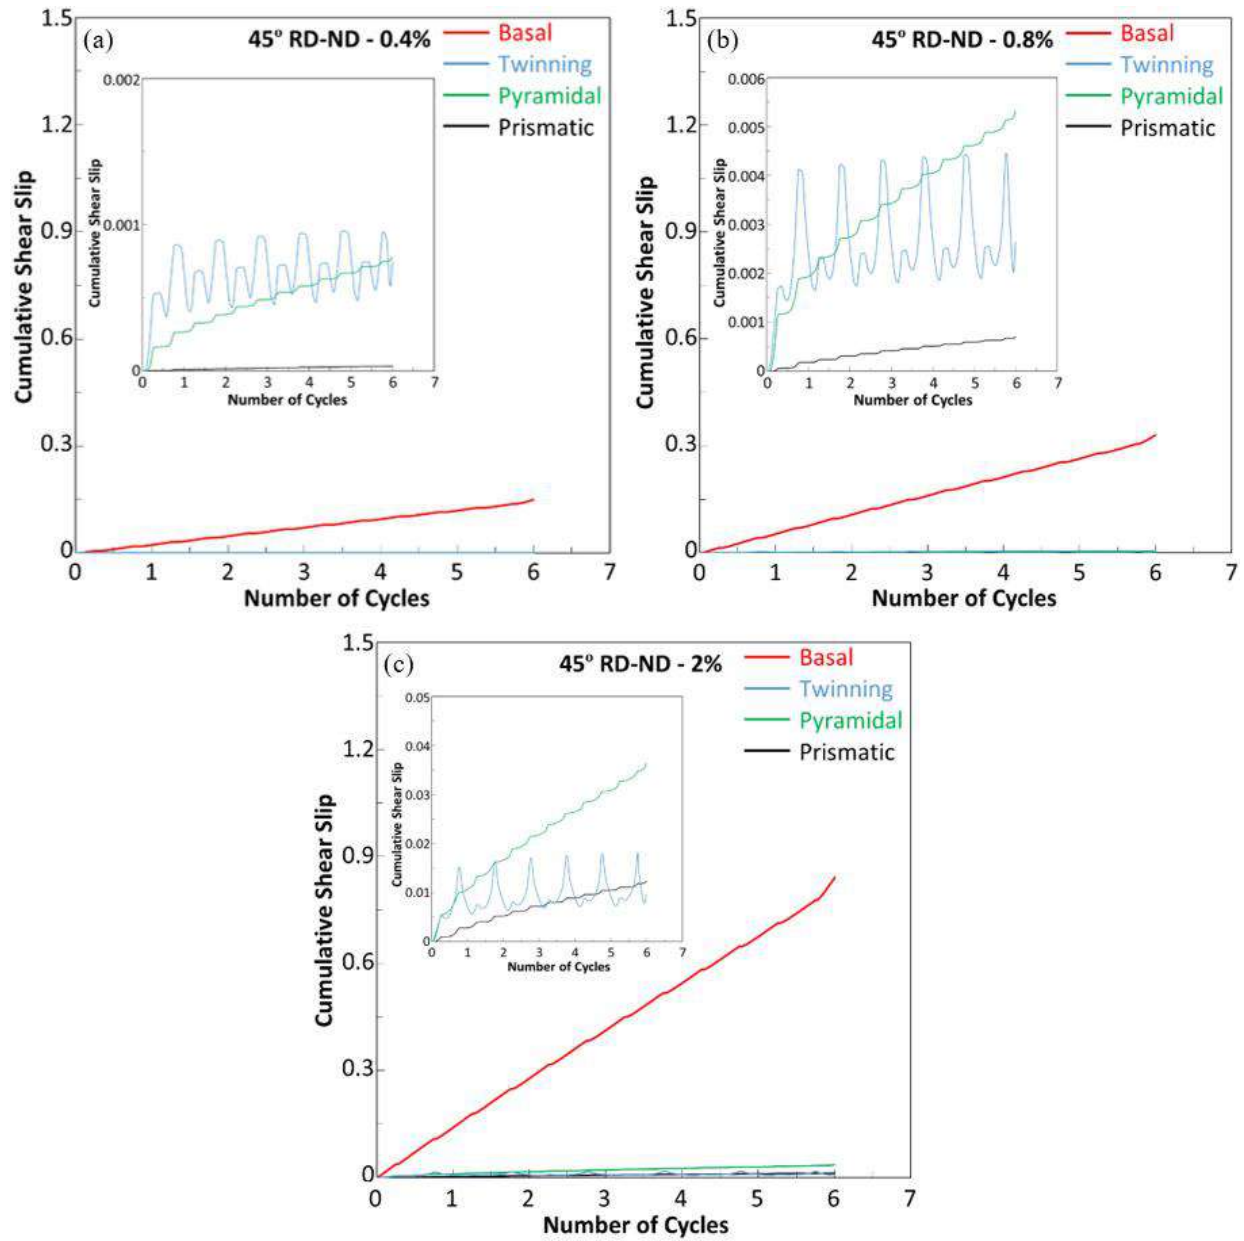 (a)
45° RD-ND - 0.4%
Basal
Twinning
Pyramidal
Prismatic
1.5
1.2
0.9
0.6
0.3
0
Cumulative Shear Slip
0 1 2 3 4 5 6 7
Number of Cycles
0.002
0.001
0
Cumulative Shear Slip
0 1 2 3 4 5 6 7
Number of Cycles
(b)
45° RD-ND - 0.8%
Basal
Twinning
Pyramidal
Prismatic
1.5
1.2
0.9
0.6
0.3
0
Cumulative Shear Slip
0 1 2 3 4 5 6 7
Number of Cycles
0.006
0.005
0.004
0.003
0.002
0.001
0
Cumulative Shear Slip
0 1 2 3 4 5 6 7
Number of Cycles
(c)
45° RD-ND - 2%
Basal
Twinning
Pyramidal
Prismatic
1.5
1.2
0.9
0.6
0.3
0
Cumulative Shear Slip
0 1 2 3 4 5 6 7
Number of Cycles
0.05
0.04
0.03
0.02
0.01
0
Cumulative Shear Slip
0 1 2 3 4 5 6 7
Number of Cycles